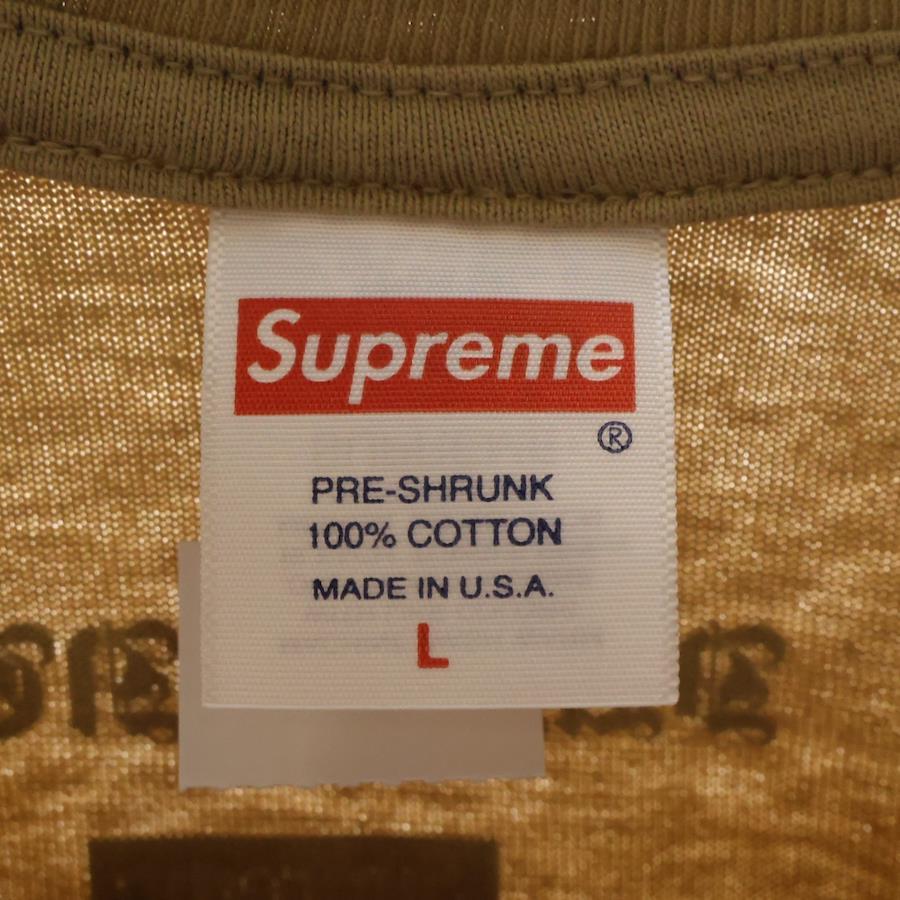 Supreme
®
PRE-SHRUNK
100% COTTON
MADE IN U.S.A.
L